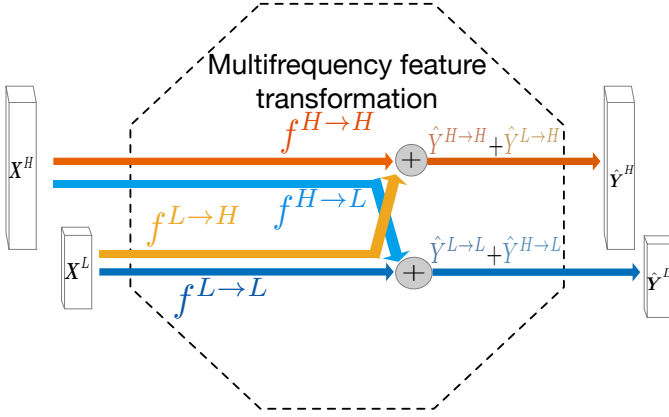 Multifrequency feature
transformation
X^H
f^{H→H}
+
Ŷ^{H→H}+Ŷ^{L→H}
Ŷ^H
f^{L→H}
f^{H→L}
X^L
f^{L→L}
+
Ŷ^{L→L}+Ŷ^{H→L}
Ŷ^L